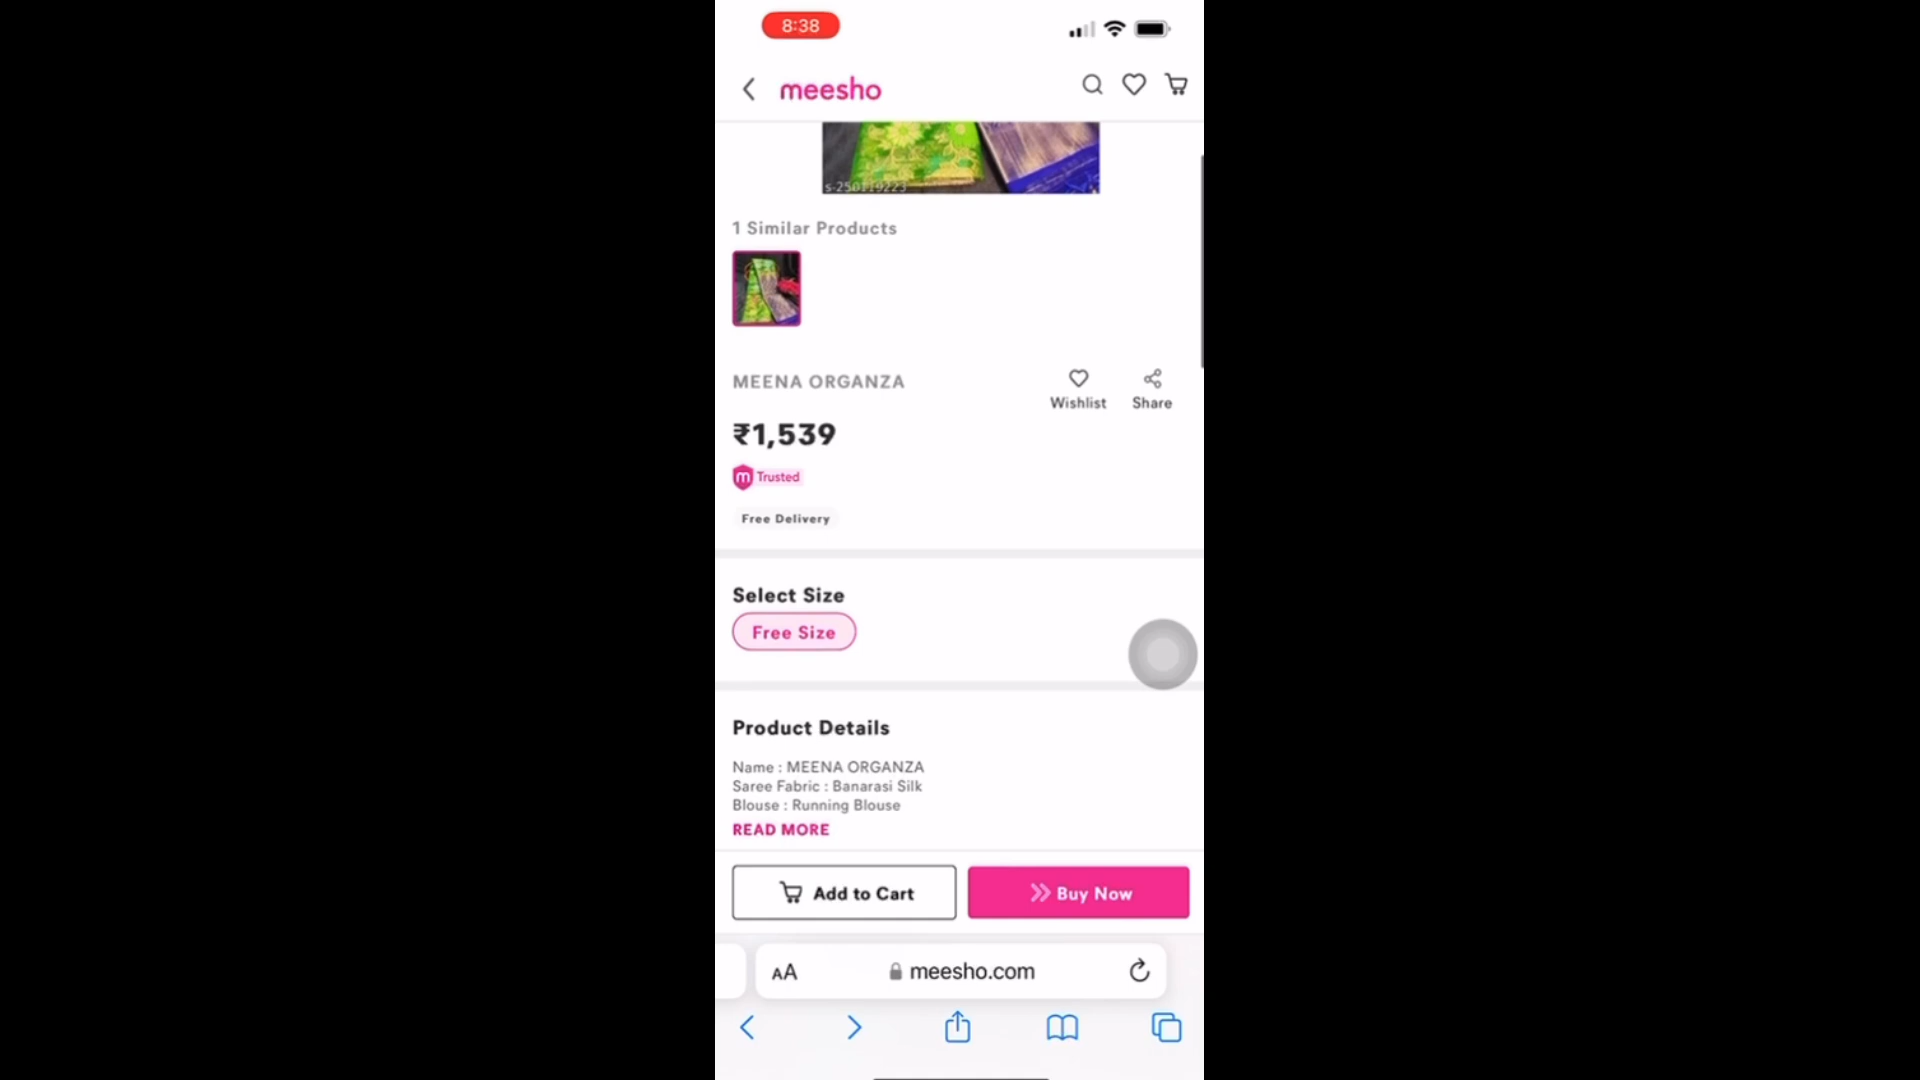 8:38
meesho
s-250119223
1 Similar Products
MEENA ORGANZA
Wishlist
Share
₹1,539
m Trusted
Free Delivery
Select Size
Free Size
Product Details
Name : MEENA ORGANZA
Saree Fabric : Banarasi Silk
Blouse : Running Blouse
READ MORE
Add to Cart
Buy Now
AA
meesho.com